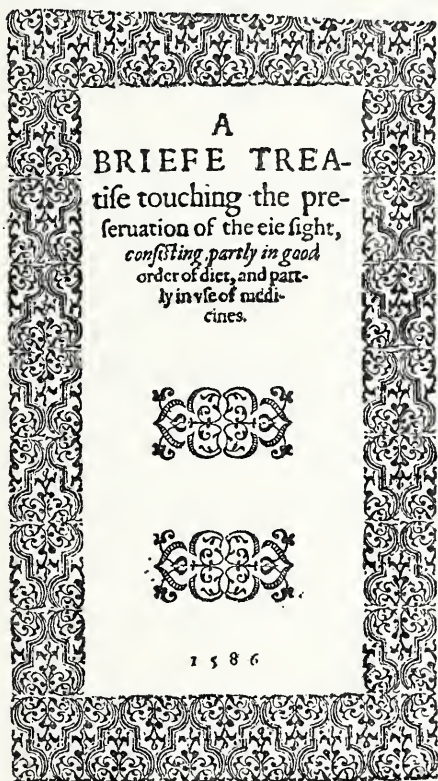 A
BRIEFE TREA-
tiſe touching the pre-
ſeruation of the eie ſight,
conſiſting partly in good
order of diet, and part-
ly in vſe of medi-
cines.
1586